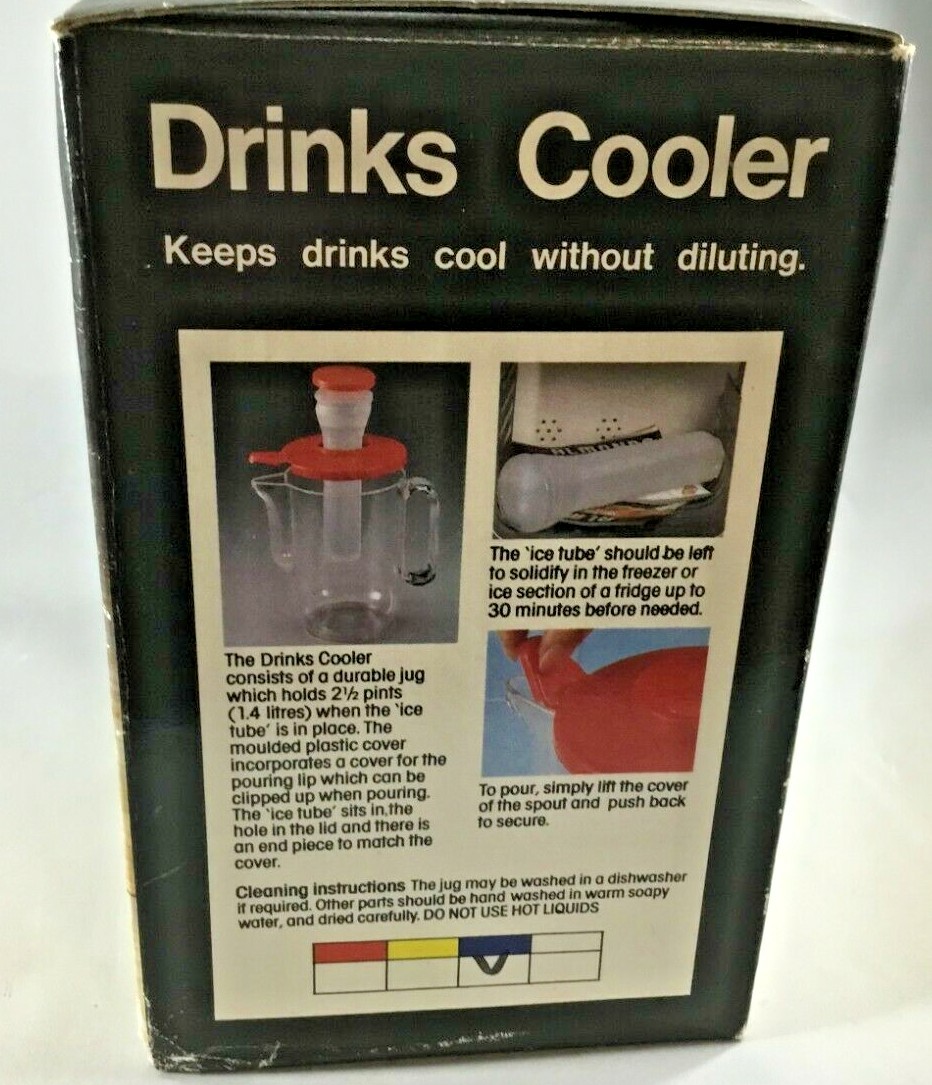 Drinks Cooler
Keeps drinks cool without diluting.
The Drinks Cooler
consists of a durable jug
which holds 2½ pints
(1.4 litres) when the 'ice
tube' is in place. The
moulded plastic cover
incorporates a cover for the
pouring lip which can be
clipped up when pouring.
The 'ice tube' sits in the
hole in the lid and there is
an end piece to match the
cover.
The 'ice tube' should be left
to solidify in the freezer or
ice section of a fridge up to
30 minutes before needed.
To pour, simply lift the cover
of the spout and push back
to secure.
Cleaning instructions The jug may be washed in a dishwasher
if required. Other parts should be hand washed in warm soapy
water, and dried carefully. DO NOT USE HOT LIQUIDS